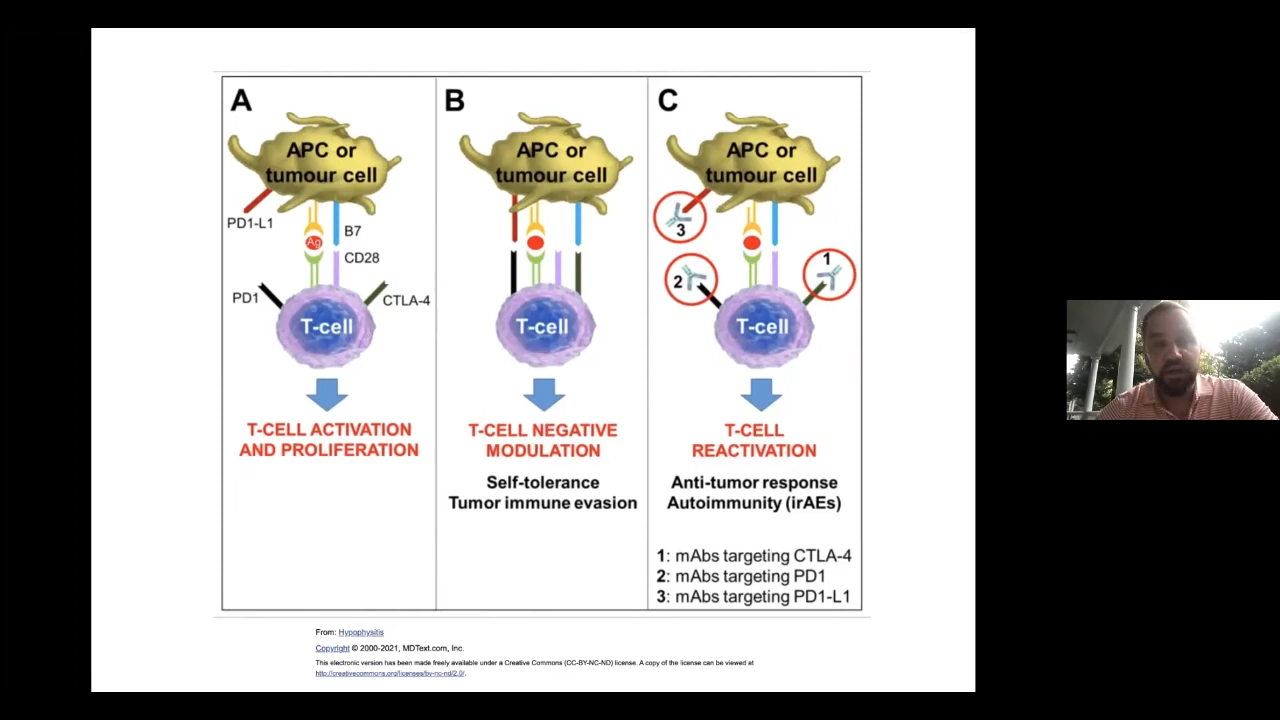 A
APC or
tumour cell
PD1-L1
Ag
B7
CD28
PD1
CTLA-4
T-cell
T-CELL ACTIVATION
AND PROLIFERATION
B
APC or
tumour cell
T-cell
T-CELL NEGATIVE
MODULATION
Self-tolerance
Tumor immune evasion
C
APC or
tumour cell
3
2
1
T-cell
T-CELL
REACTIVATION
Anti-tumor response
Autoimmunity (irAEs)
1: mAbs targeting CTLA-4
2: mAbs targeting PD1
3: mAbs targeting PD1-L1
From: Hypophysitis
Copyright © 2000-2021, MDText.com, Inc.
This electronic version has been made freely available under a Creative Commons (CC-BY-NC-ND) license. A copy of the license can be viewed at
http://creativecommons.org/licenses/by-nc-nd/2.0/.